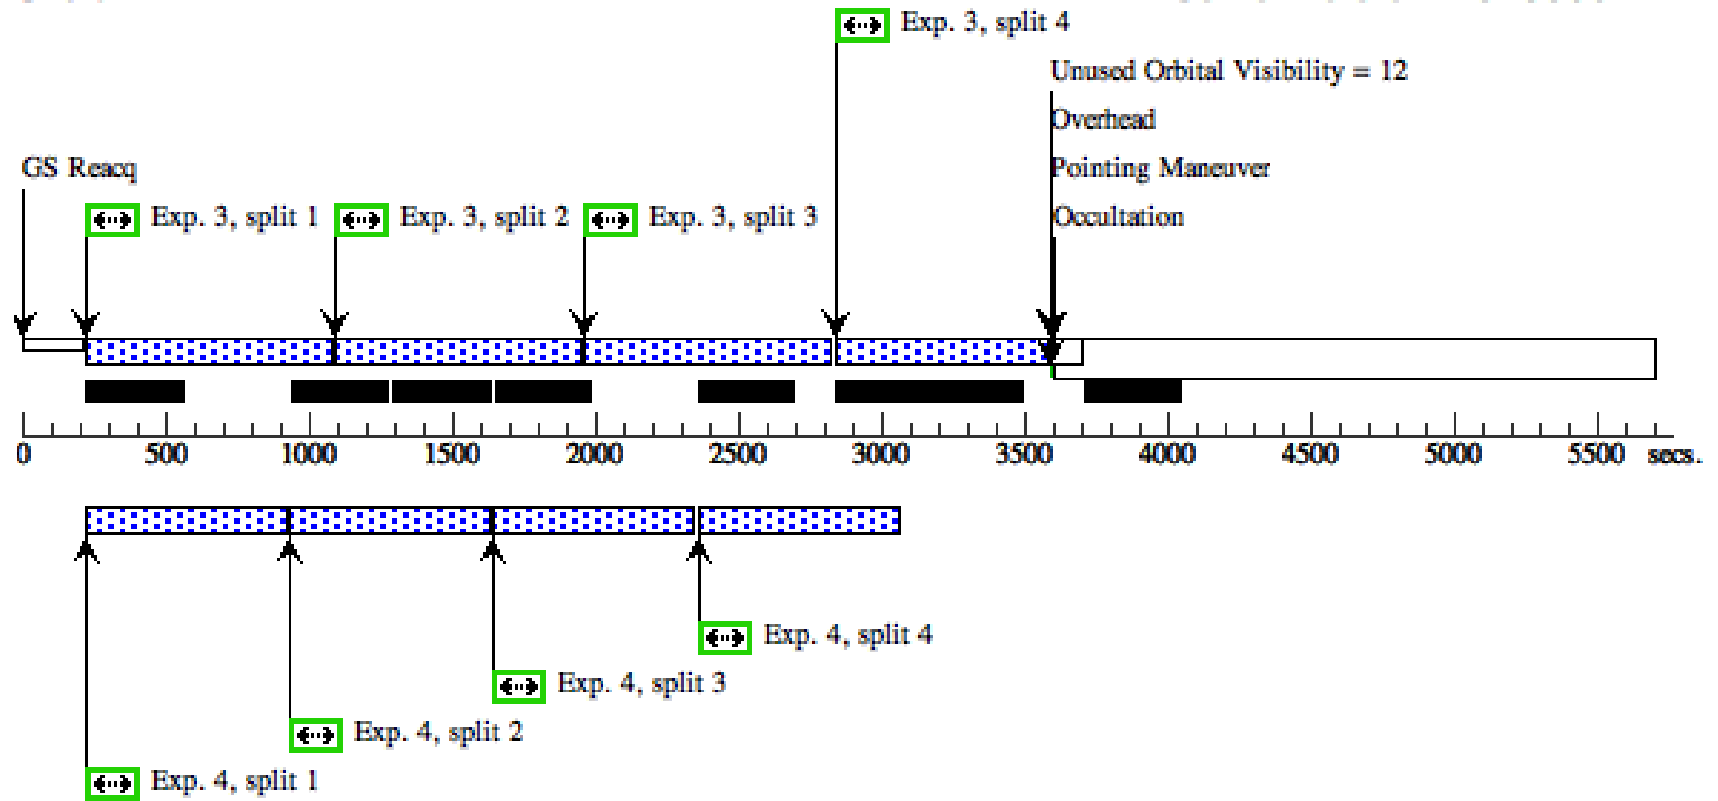 Exp. 3, split 4
Unused Orbital Visibility = 12
Overhead
Pointing Maneuver
GS Reacq
Exp. 3, split 1
Exp. 3, split 2
Exp. 3, split 3
Occultation
0 500 1000 1500 2000 2500 3000 3500 4000 4500 5000 5500 secs.
Exp. 4, split 4
Exp. 4, split 3
Exp. 4, split 2
Exp. 4, split 1